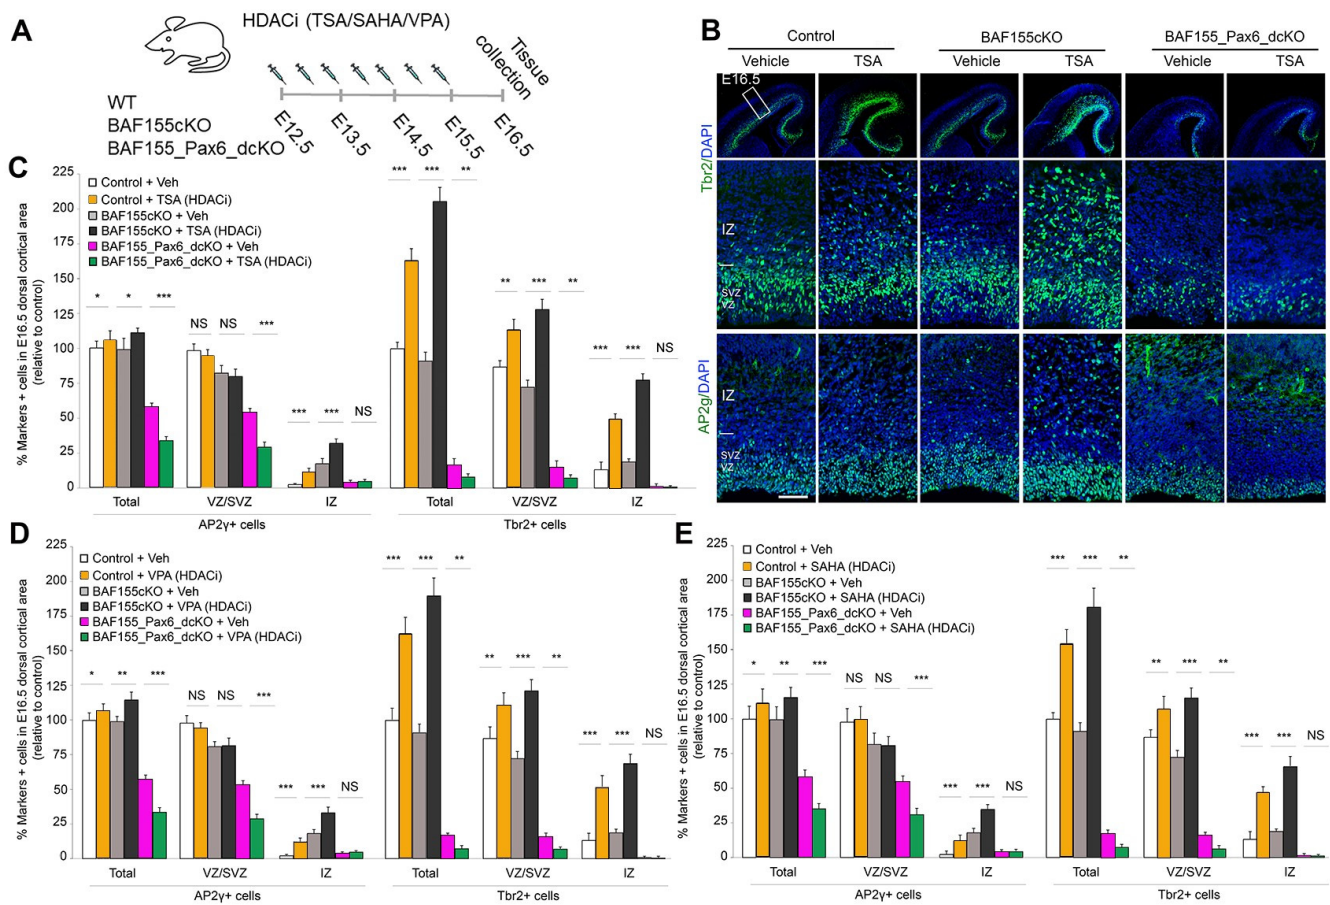 A
HDACi (TSA/SAHA/VPA)
Tissue
collection
WT
BAF155cKO
BAF155_Pax6_dcKO
E12.5
E13.5
E14.5
E15.5
E16.5
B
Control
BAF155cKO
BAF155_Pax6_dcKO
Vehicle
TSA
Vehicle
TSA
Vehicle
TSA
E16.5
Tbr2/DAPI
IZ
SVZ
VZ
AP2g/DAPI
IZ
SVZ
VZ
C
% Markers + cells in E16.5 dorsal cortical area
(relative to control)
225
200
175
150
125
100
75
50
25
0
Control + Veh
Control + TSA (HDACi)
BAF155cKO + Veh
BAF155cKO + TSA (HDACi)
BAF155_Pax6_dcKO + Veh
BAF155_Pax6_dcKO + TSA (HDACi)
* * ***
NS NS ***
*** *** NS
*** *** **
** *** **
*** *** NS
Total VZ/SVZ IZ Total VZ/SVZ IZ
AP2γ+ cells Tbr2+ cells
D
% Markers + cells in E16.5 dorsal cortical area
(relative to control)
225
200
175
150
125
100
75
50
25
0
Control + Veh
Control + VPA (HDACi)
BAF155cKO + Veh
BAF155cKO + VPA (HDACi)
BAF155_Pax6_dcKO + Veh
BAF155_Pax6_dcKO + VPA (HDACi)
* ** ***
NS NS ***
*** *** NS
*** *** **
** *** **
*** *** NS
Total VZ/SVZ IZ Total VZ/SVZ IZ
AP2γ+ cells Tbr2+ cells
E
% Markers + cells in E16.5 dorsal cortical area
(relative to control)
225
200
175
150
125
100
75
50
25
0
Control + Veh
Control + SAHA (HDACi)
BAF155cKO + Veh
BAF155cKO + SAHA (HDACi)
BAF155_Pax6_dcKO + Veh
BAF155_Pax6_dcKO + SAHA (HDACi)
* ** ***
NS NS ***
*** *** NS
*** *** **
** *** **
*** *** NS
Total VZ/SVZ IZ Total VZ/SVZ IZ
AP2γ+ cells Tbr2+ cells